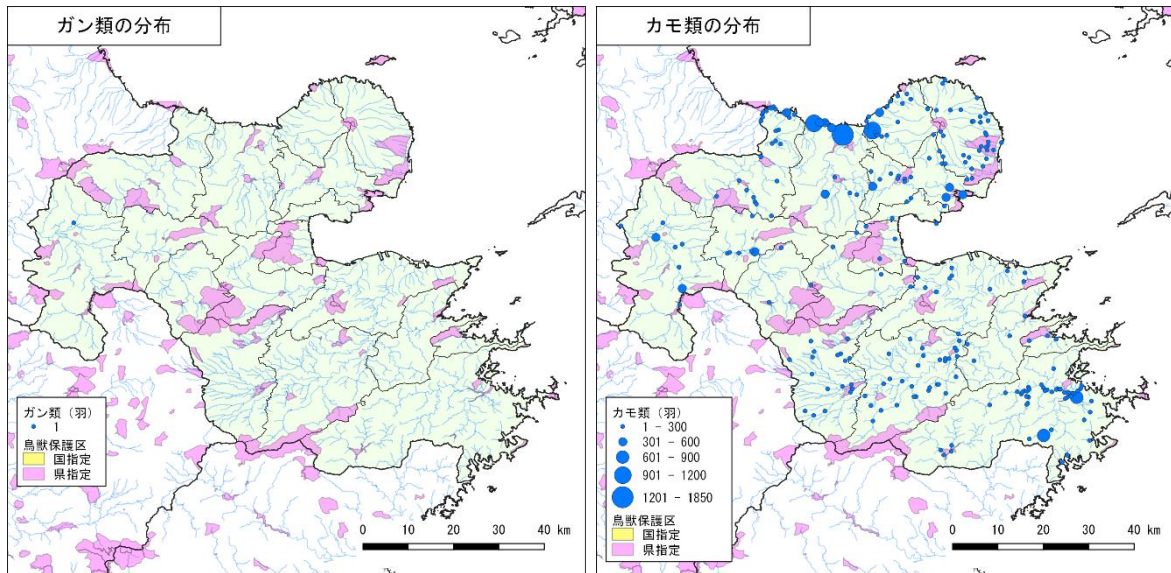 ガン類の分布
ガン類（羽）
1
鳥獣保護区
国指定
県指定
0 10 20 30 40 km
カモ類の分布
カモ類（羽）
1 - 300
301 - 600
601 - 900
901 - 1200
1201 - 1850
鳥獣保護区
国指定
県指定
0 10 20 30 40 km